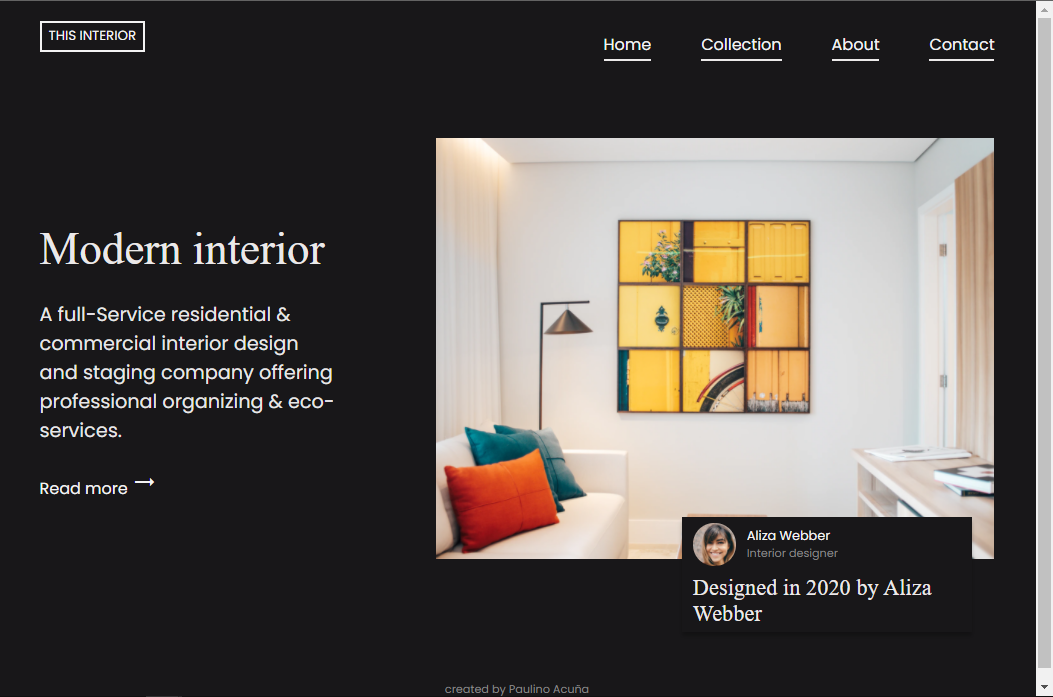 THIS INTERIOR
Home
Collection
About
Contact
Modern interior
A full-Service residential &
commercial interior design
and staging company offering
professional organizing & eco-
services.
Read more
Aliza Webber
Interior designer
Designed in 2020 by Aliza
Webber
created by Paulino Acuña